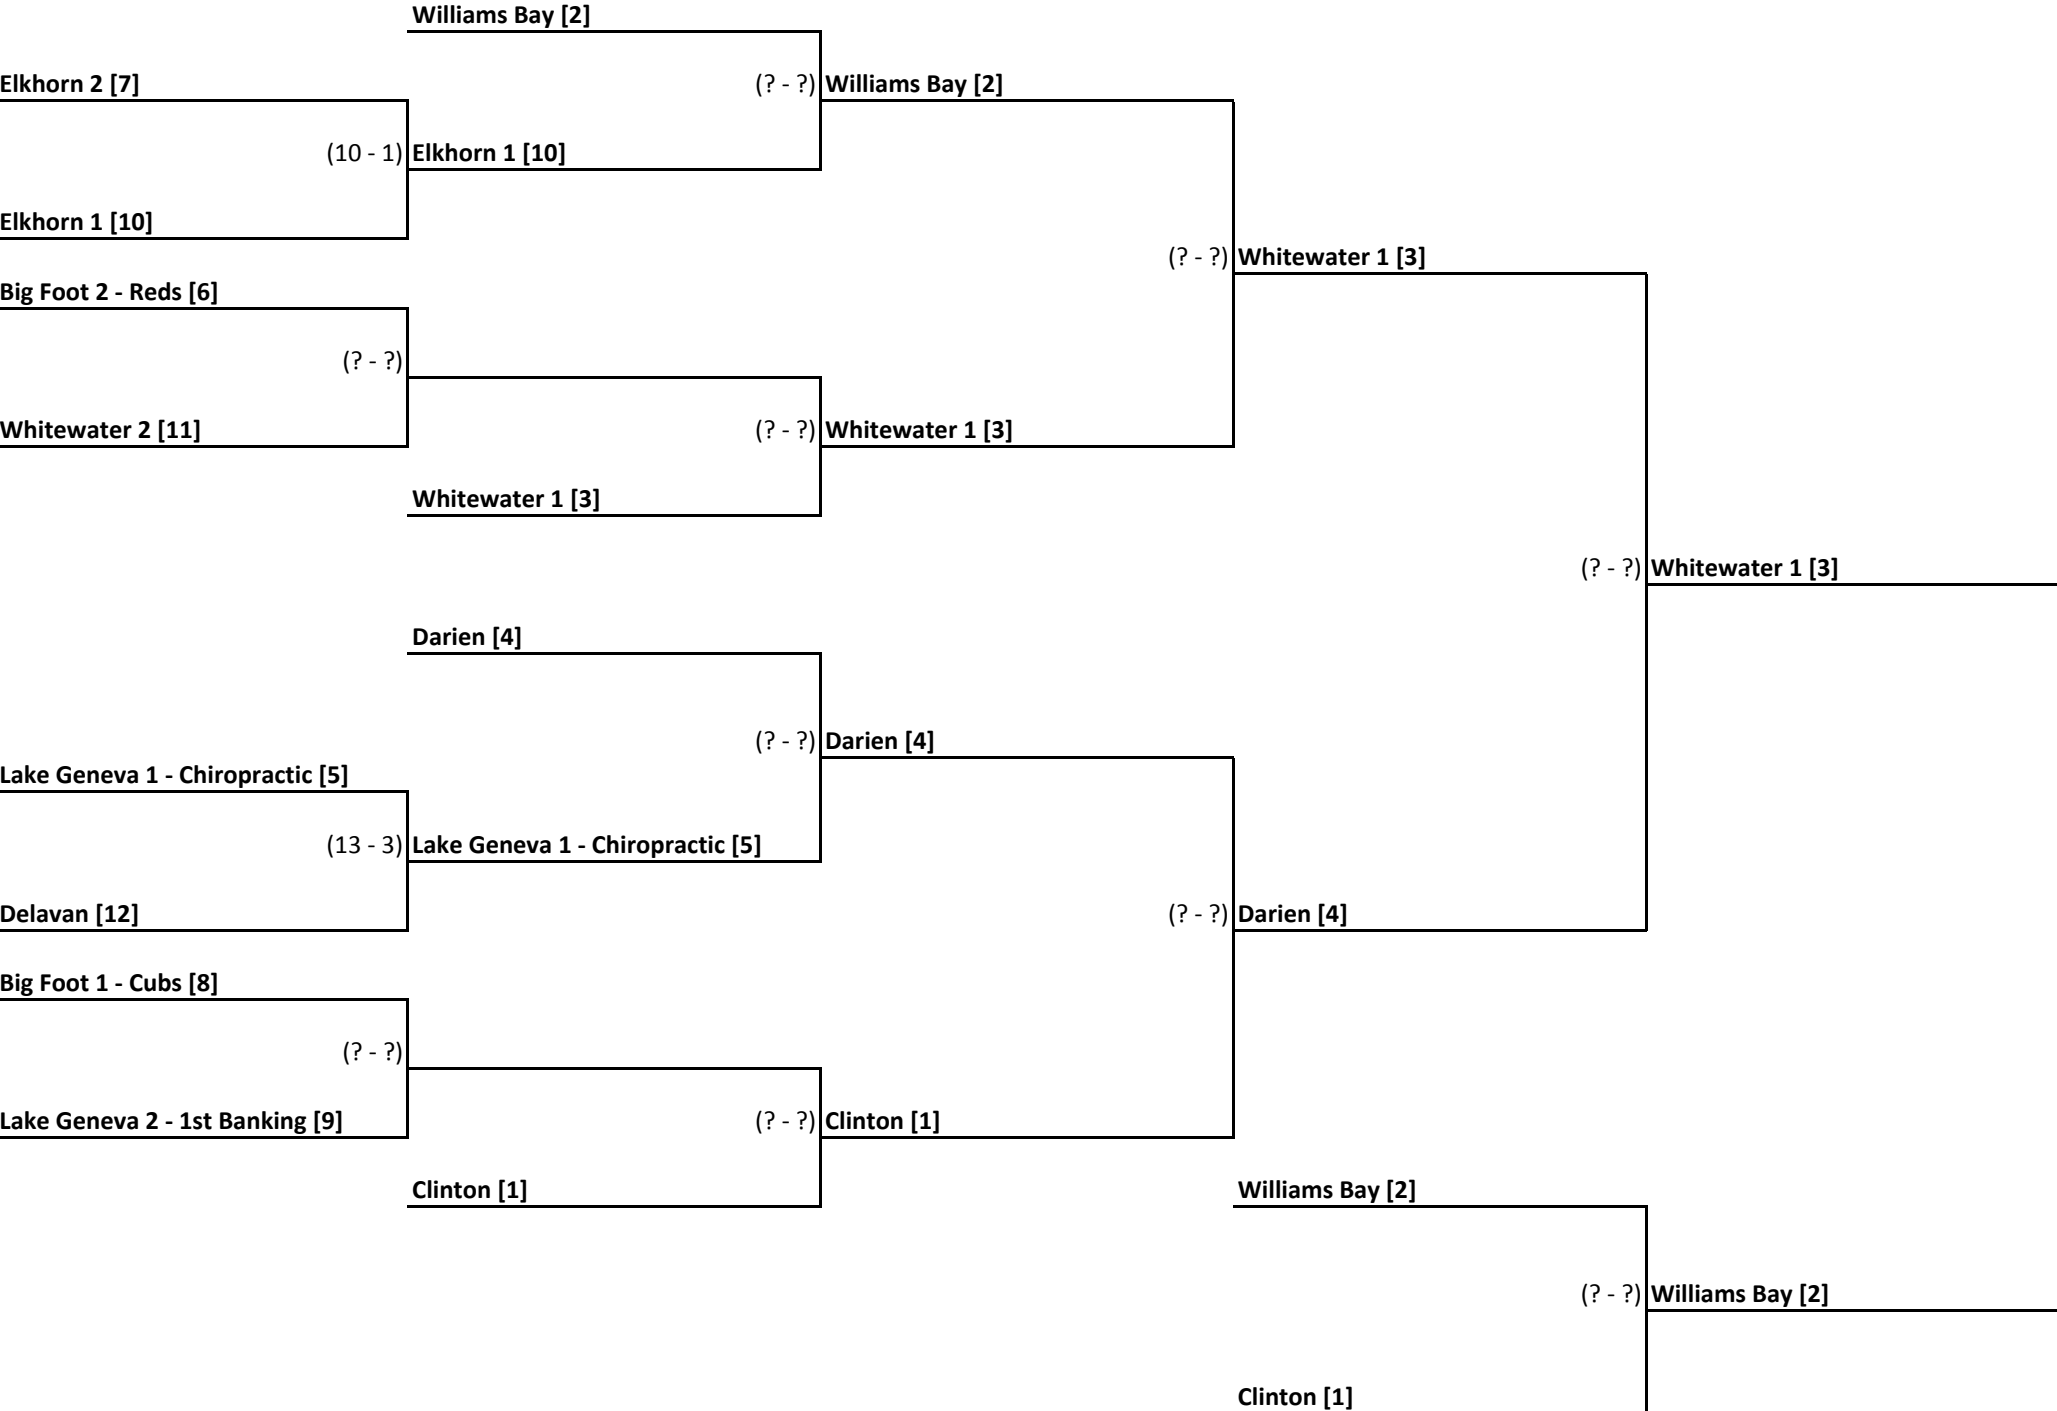 Williams Bay [2]
Elkhorn 2 [7]
(? - ?) Williams Bay [2]
(10 - 1) Elkhorn 1 [10]
Elkhorn 1 [10]
(? - ?) Whitewater 1 [3]
Big Foot 2 - Reds [6]
(? - ?)
Whitewater 2 [11]
(? - ?) Whitewater 1 [3]
Whitewater 1 [3]
(? - ?) Whitewater 1 [3]
Darien [4]
(? - ?) Darien [4]
Lake Geneva 1 - Chiropractic [5]
(13 - 3) Lake Geneva 1 - Chiropractic [5]
Delavan [12]
(? - ?) Darien [4]
Big Foot 1 - Cubs [8]
(? - ?)
Lake Geneva 2 - 1st Banking [9]
(? - ?) Clinton [1]
Clinton [1]
Williams Bay [2]
(? - ?) Williams Bay [2]
Clinton [1]